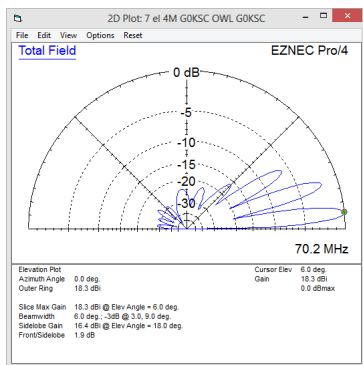 2D Plot: 7 el 4M G0KSC OWL G0KSC
File Edit View Options Reset
Total Field
EZNEC Pro/4
0 dB
-5
-10
-15
-20
-30
70.2 MHz
Elevation Plot
Azimuth Angle 0.0 deg.
Outer Ring 18.3 dBi
Cursor Elev 6.0 deg.
Gain 18.3 dBi
0.0 dBmax
Slice Max Gain 18.3 dBi @ Elev Angle = 6.0 deg.
Beamwidth 6.0 deg.; -3dB @ 3.0, 9.0 deg.
Sidelobe Gain 16.4 dBi @ Elev Angle = 18.0 deg.
Front/Sidelobe 1.9 dB